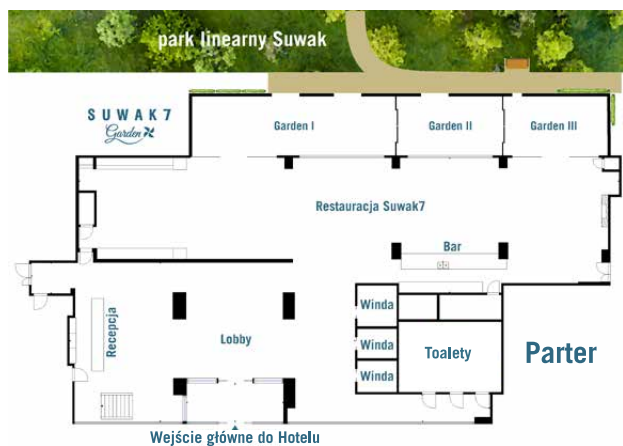 park linearny Suwak
SUWAK7
Garden
Garden I
Garden II
Garden III
Restauracja Suwak7
Bar
Winda
Winda
Winda
Toalety
Parter
Recepcja
Lobby
Wejście główne do Hotelu